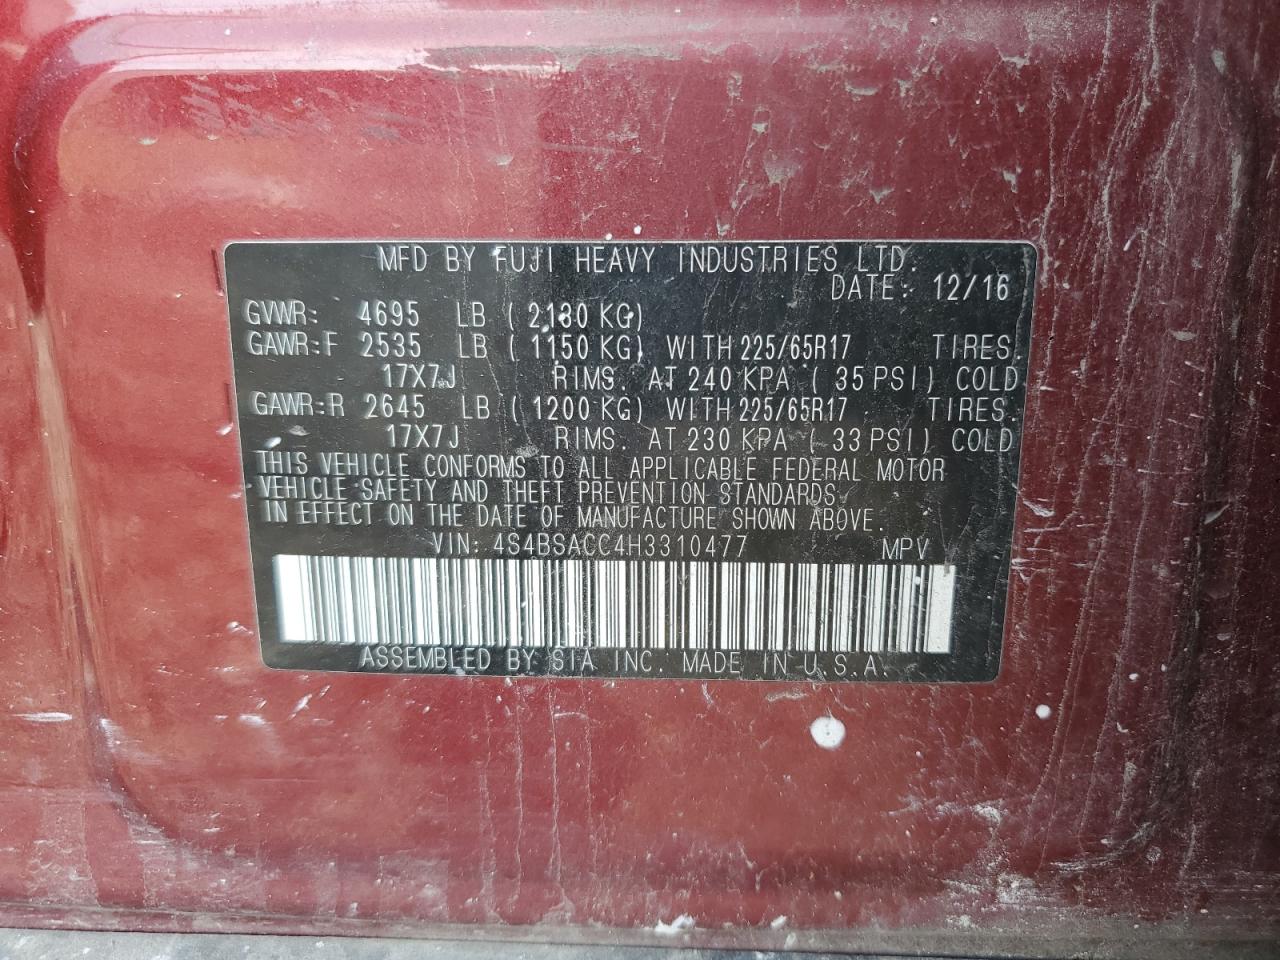 MFD BY FUJI HEAVY INDUSTRIES LTD.
DATE: 12/16
GVWR: 4695 LB ( 2130 KG)
GAWR:F 2535 LB ( 1150 KG) WITH 225/65R17 TIRES.
17X7J RIMS. AT 240 KPA ( 35 PSI) COLD
GAWR:R 2645 LB ( 1200 KG) WITH 225/65R17 TIRES.
17X7J RIMS. AT 230 KPA ( 33 PSI) COLD
THIS VEHICLE CONFORMS TO ALL APPLICABLE FEDERAL MOTOR
VEHICLE SAFETY AND THEFT PREVENTION STANDARDS.
IN EFFECT ON THE DATE OF MANUFACTURE SHOWN ABOVE.
VIN: 4S4BSACC4H3310477 MPV
ASSEMBLED BY SIA INC. MADE IN U.S.A.